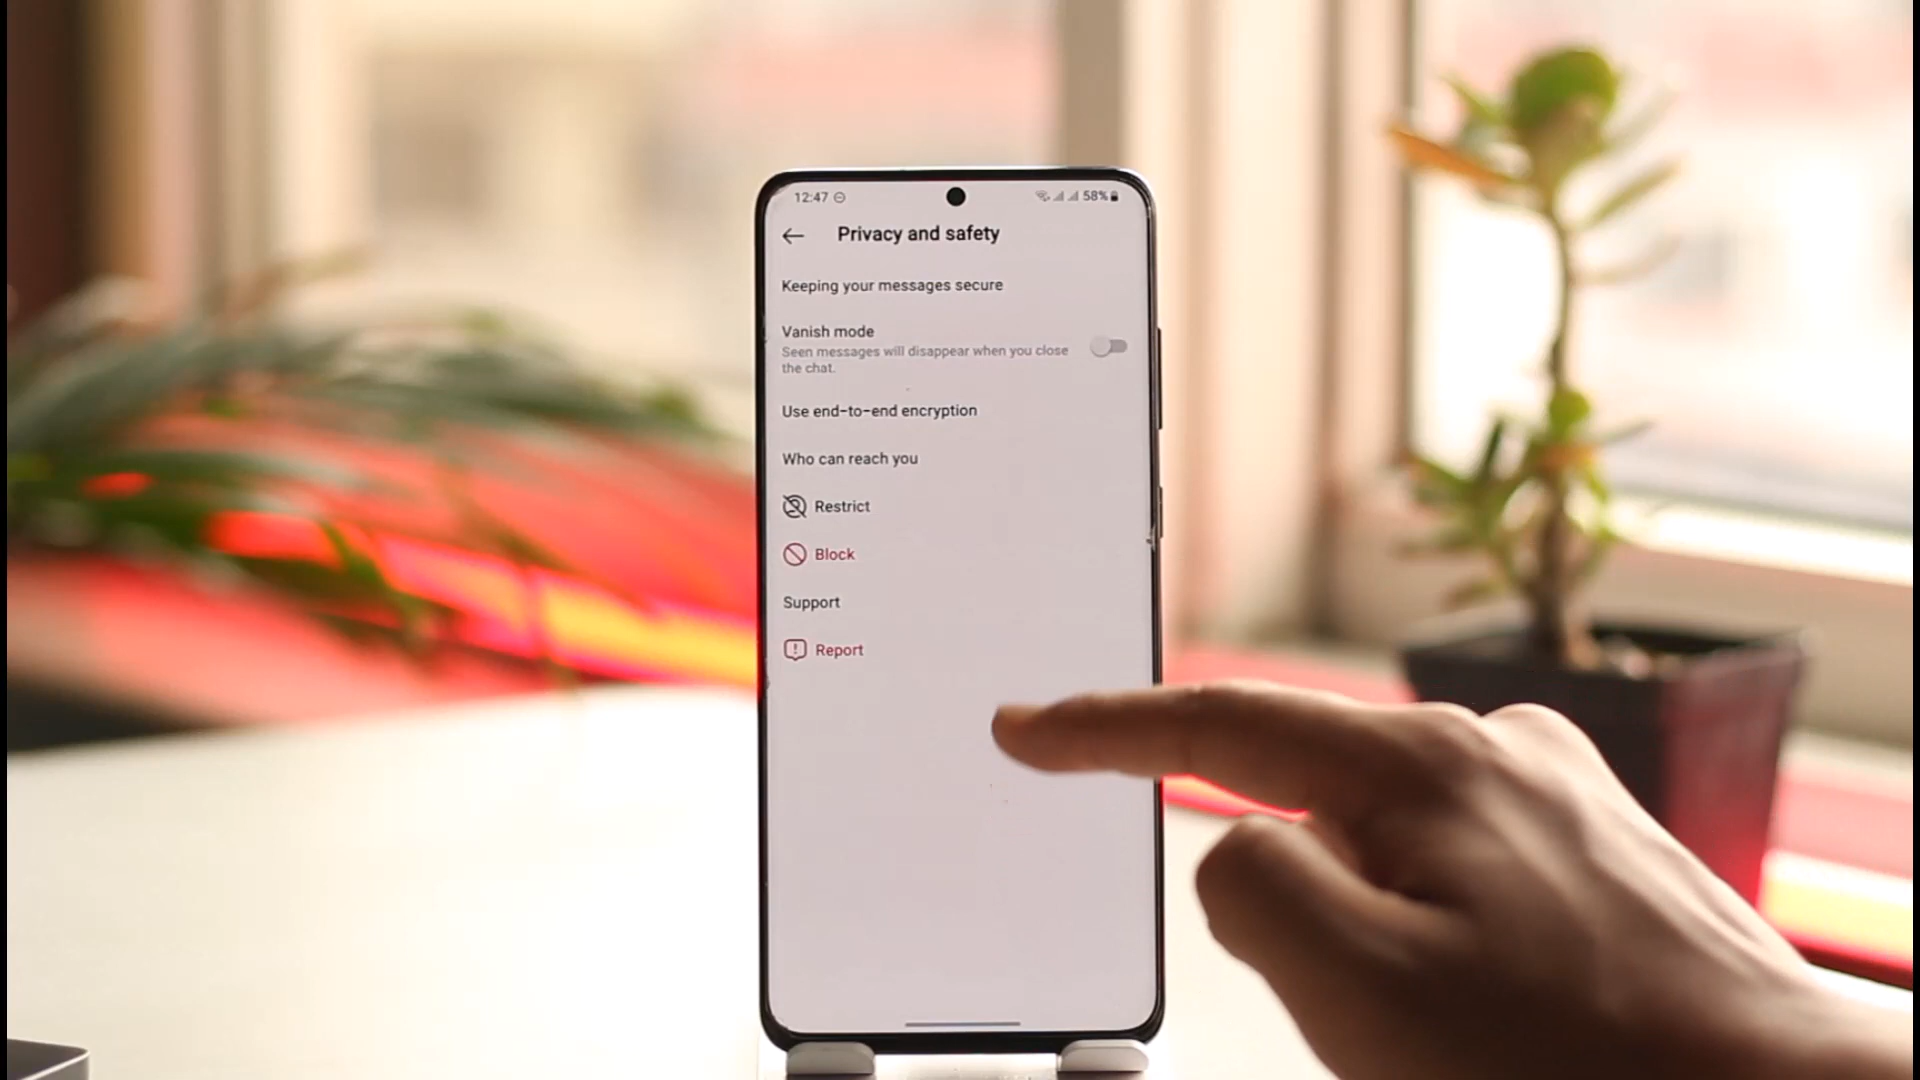 12:47 58%
Privacy and safety
Keeping your messages secure
Vanish mode
Seen messages will disappear when you close
the chat.
Use end-to-end encryption
Who can reach you
Restrict
Block
Support
Report